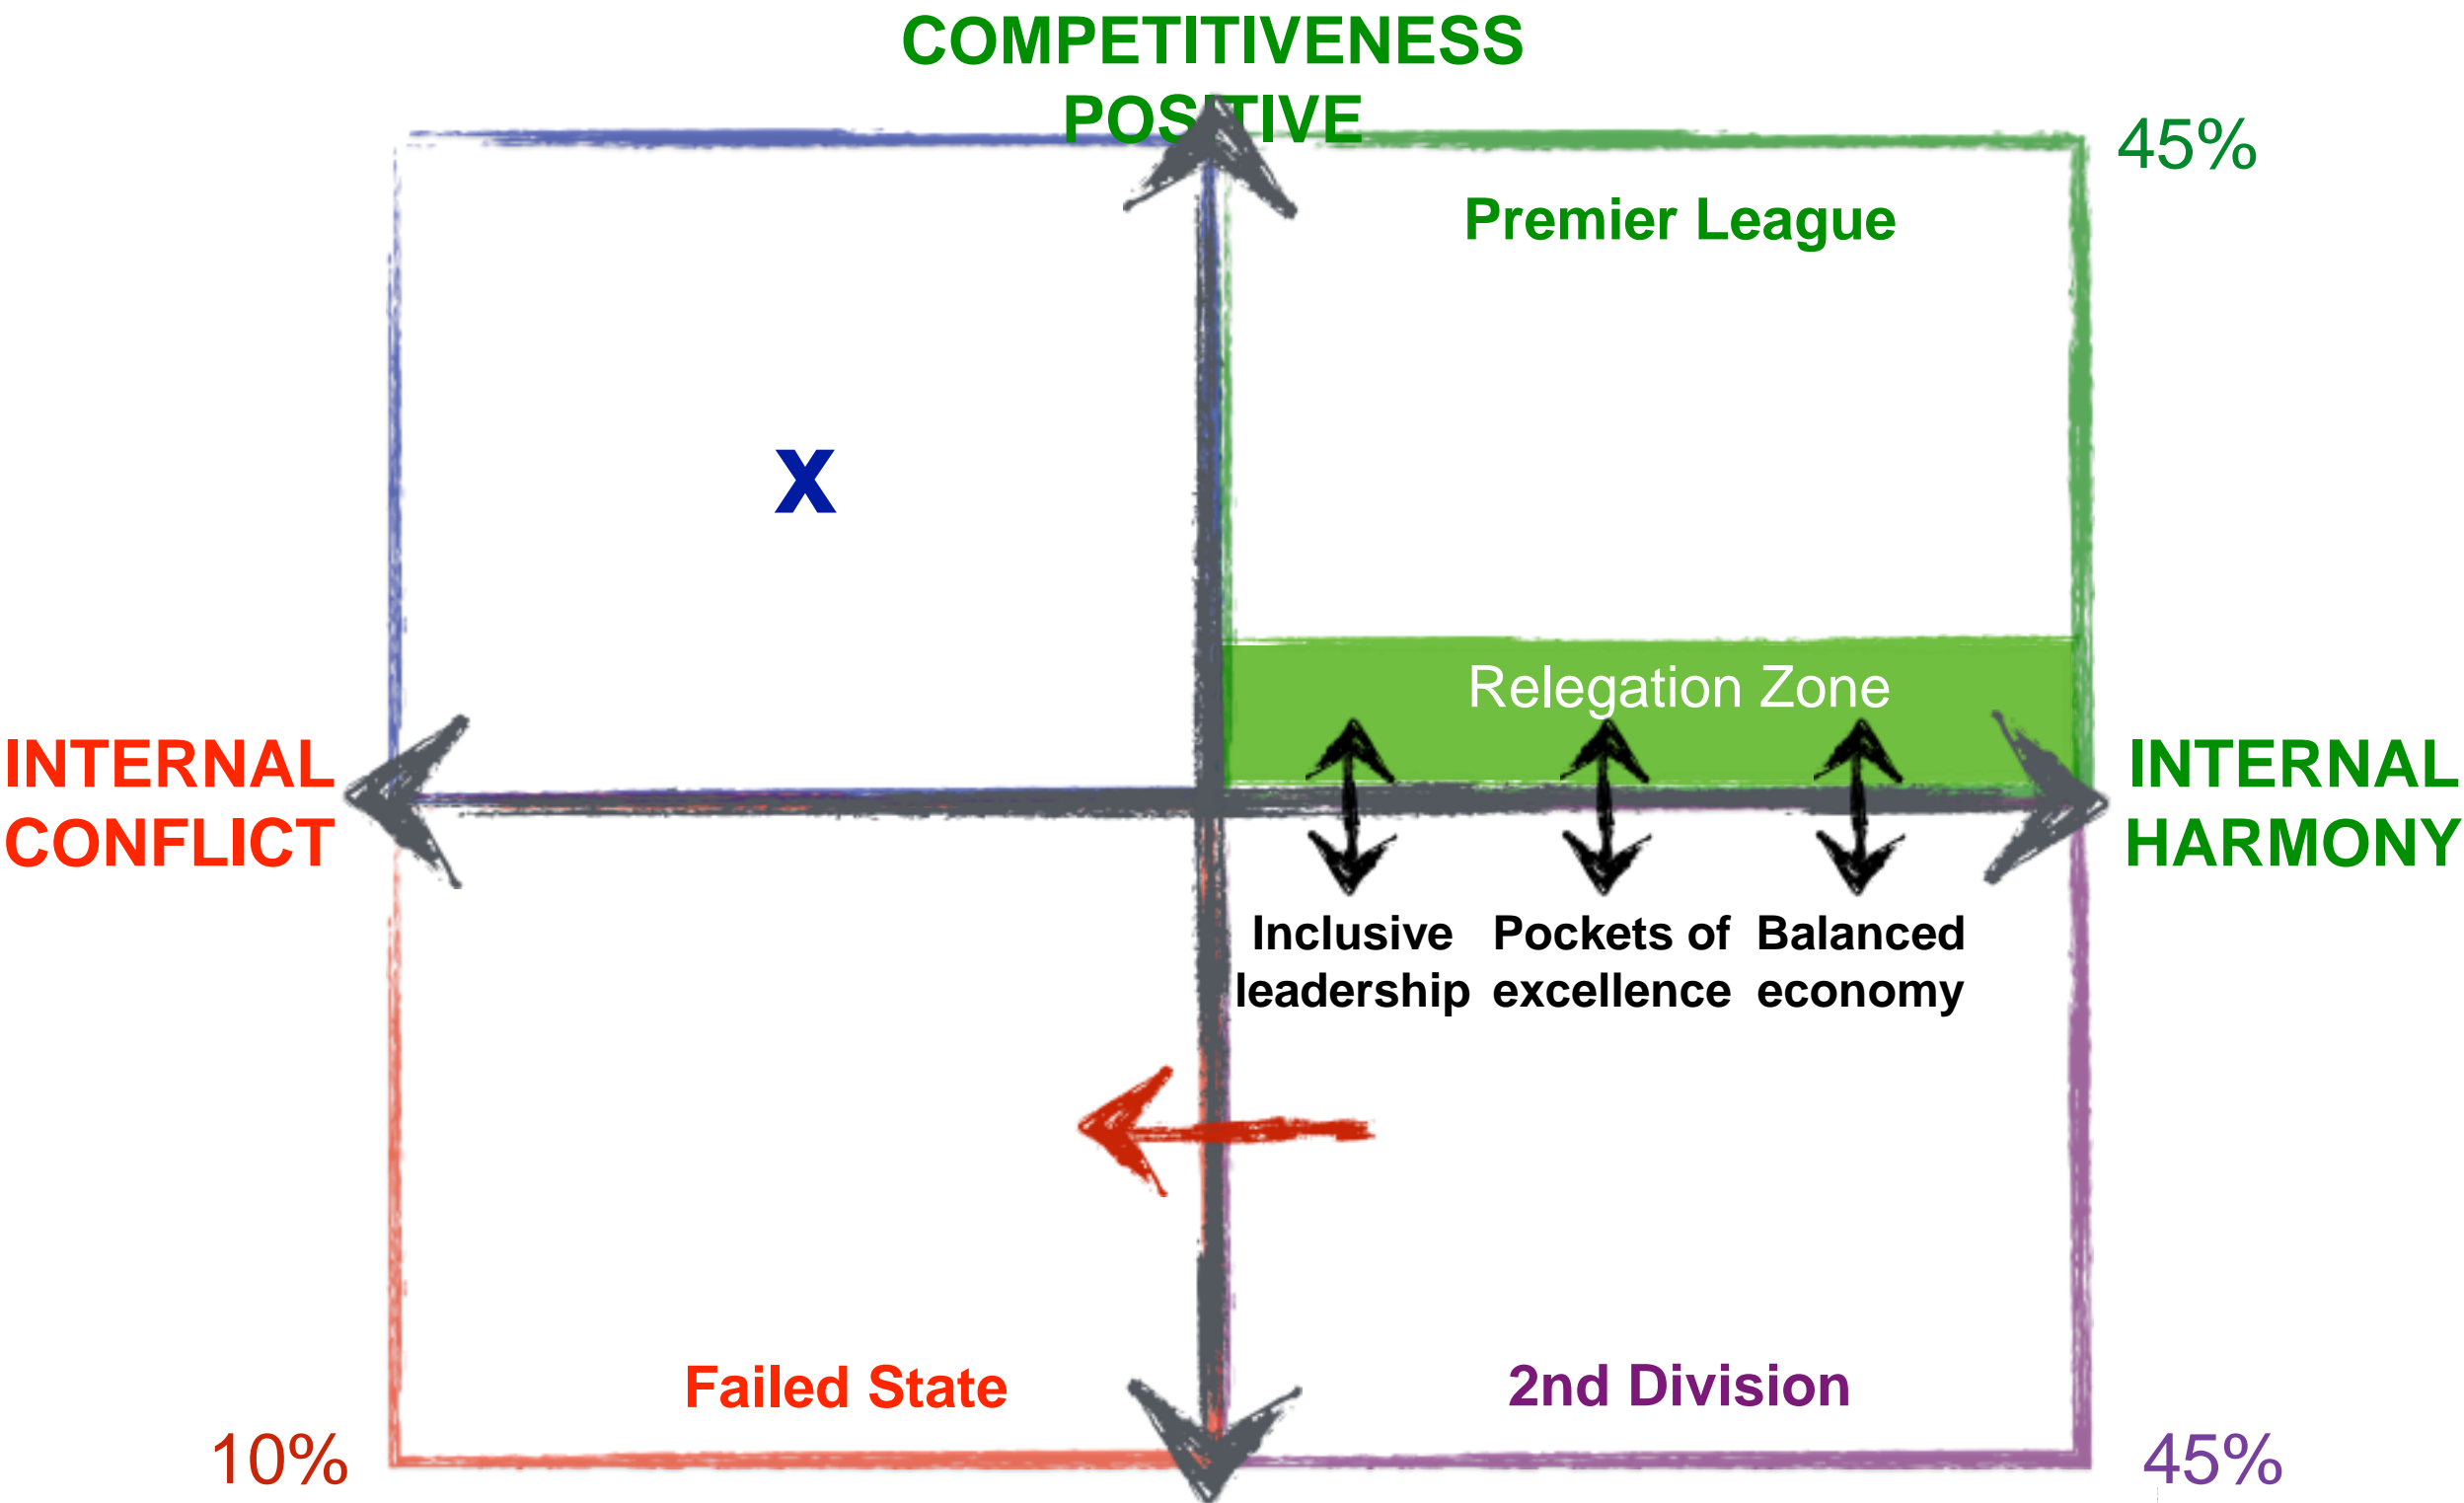 COMPETITIVENESS
POSITIVE
45%
Premier League
X
Relegation Zone
INTERNAL
CONFLICT
INTERNAL
HARMONY
Inclusive
leadership
Pockets of
excellence
Balanced
economy
Failed State
2nd Division
10%
45%